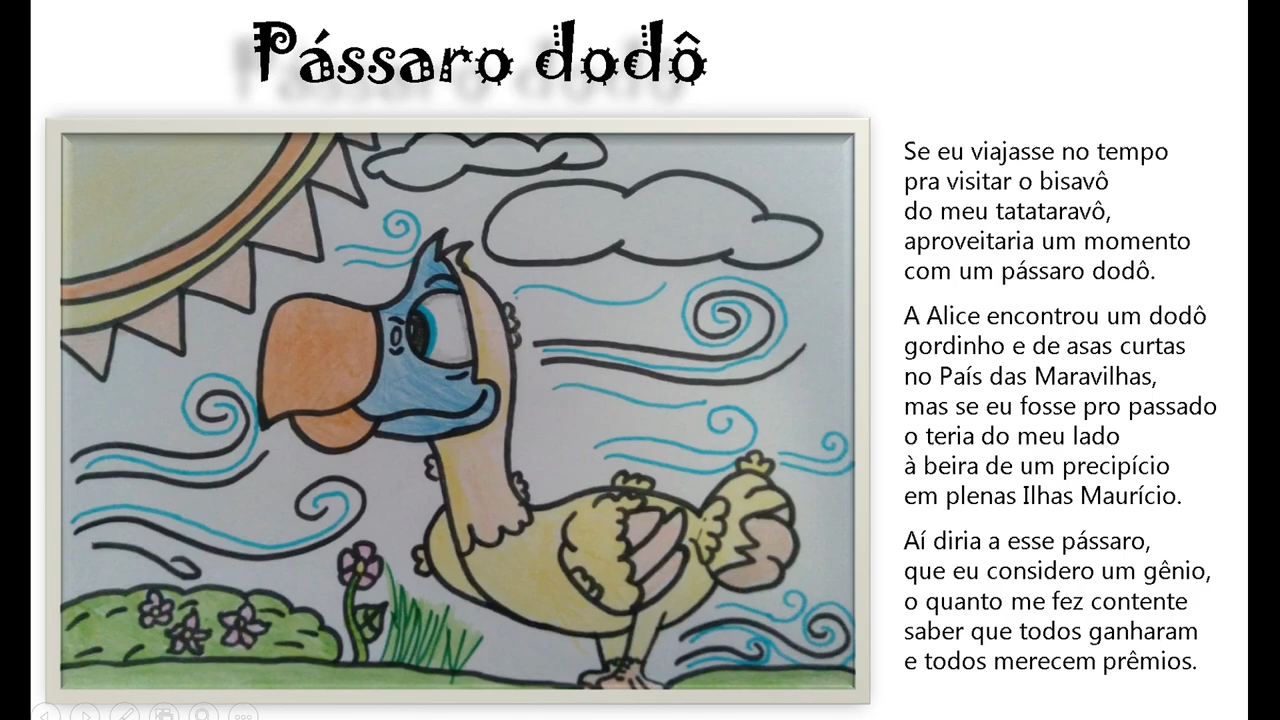 Pássaro dodô
Se eu viajasse no tempo
pra visitar o bisavô
do meu tatataravô,
aproveitaria um momento
com um pássaro dodô.
A Alice encontrou um dodô
gordinho e de asas curtas
no País das Maravilhas,
mas se eu fosse pro passado
o teria do meu lado
à beira de um precipício
em plenas Ilhas Maurício.
Aí diria a esse pássaro,
que eu considero um gênio,
o quanto me fez contente
saber que todos ganharam
e todos merecem prêmios.